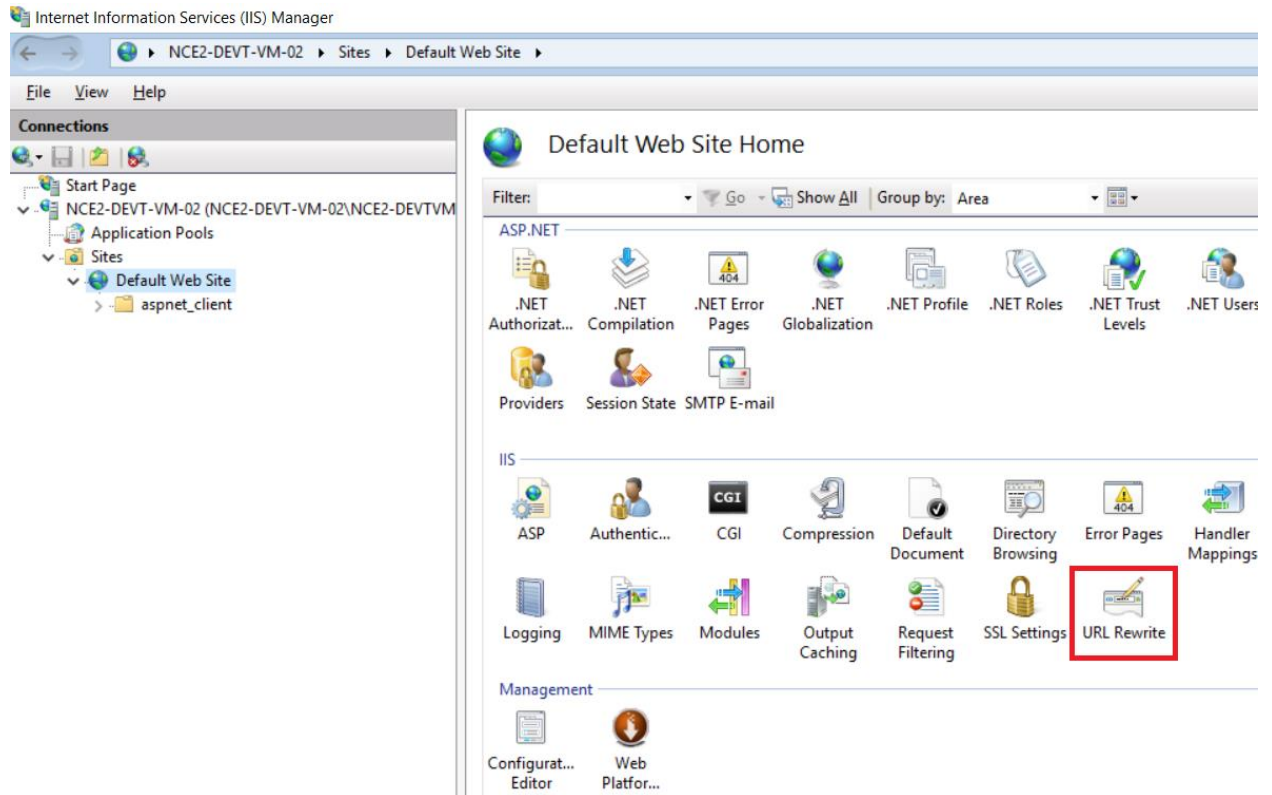 Internet Information Services (IIS) Manager
NCE2-DEVT-VM-02 Sites Default Web Site
File View Help
Connections
Start Page
NCE2-DEVT-VM-02 (NCE2-DEVT-VM-02\NCE2-DEVTVM
Application Pools
Sites
Default Web Site
aspnet_client
Default Web Site Home
Filter: Go Show All Group by: Area
ASP.NET
404
.NET Authorizat...
.NET Compilation
.NET Error Pages
.NET Globalization
.NET Profile
.NET Roles
.NET Trust Levels
.NET Users
Providers
Session State
SMTP E-mail
IIS
ASP
Authentic...
CGI
CGI
Compression
Default Document
Directory Browsing
404
Error Pages
Handler Mappings
Logging
MIME Types
Modules
Output Caching
Request Filtering
SSL Settings
URL Rewrite
Management
Configurat... Editor
Web Platfor...